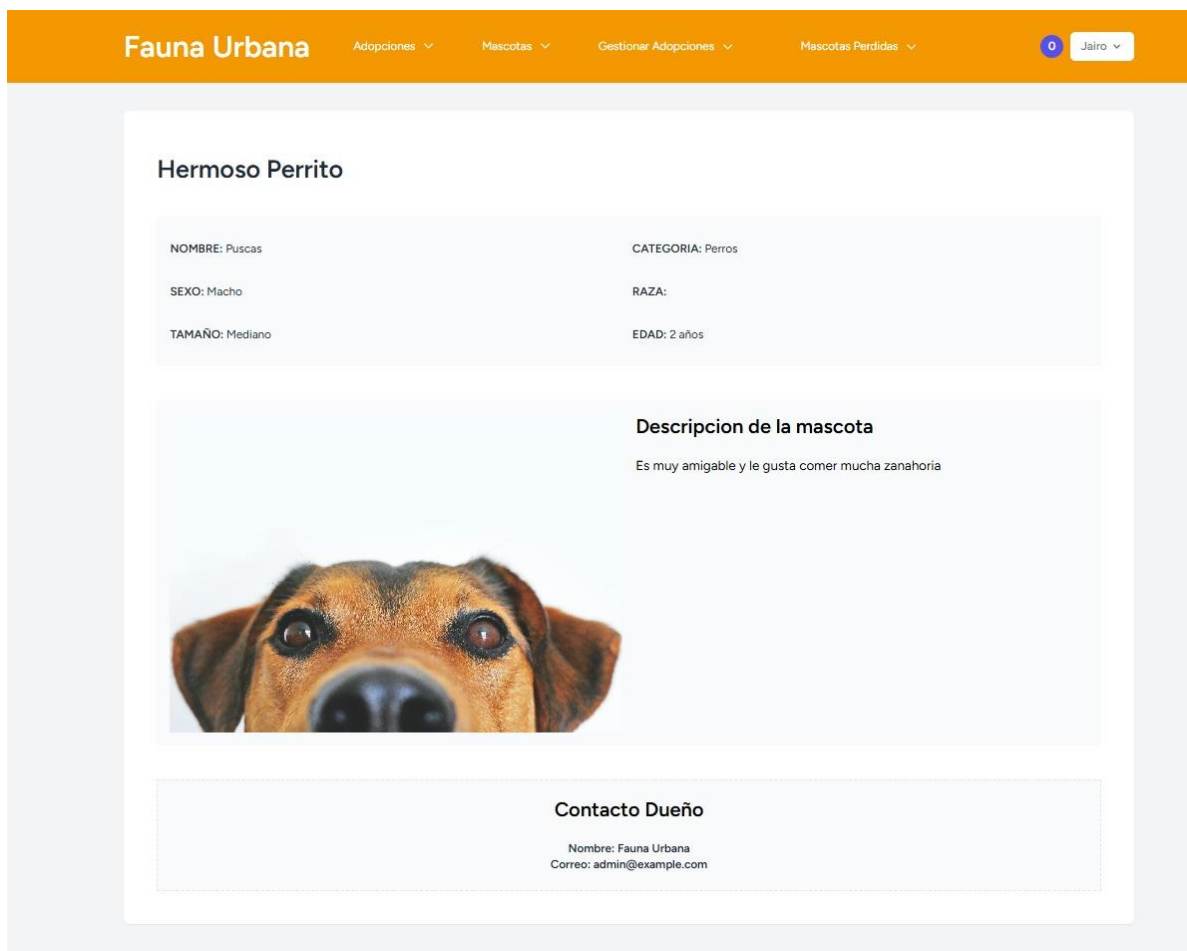 Fauna Urbana Adopciones Mascotas Gestionar Adopciones Mascotas Perdidas 0 Jairo
Hermoso Perrito
NOMBRE: Puscas CATEGORIA: Perros
SEXO: Macho RAZA:
TAMAÑO: Mediano EDAD: 2 años
Descripcion de la mascota
Es muy amigable y le gusta comer mucha zanahoria
Contacto Dueño
Nombre: Fauna Urbana
Correo: admin@example.com